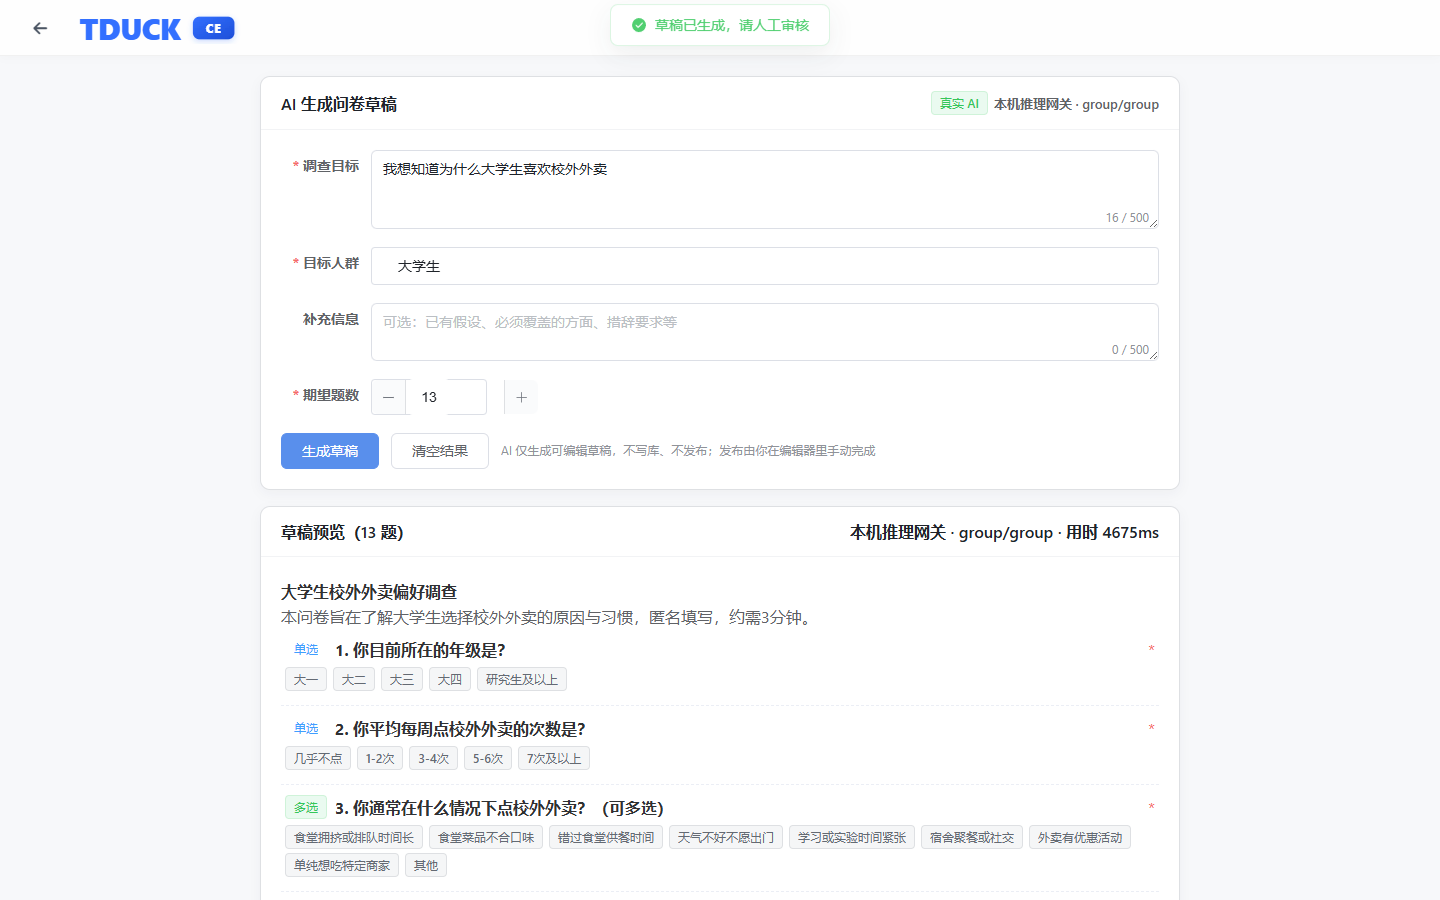 TDUCK CE
草稿已生成，请人工审核
AI 生成问卷草稿
真实 AI 本机推理网关 · group/group
* 调查目标
我想知道为什么大学生喜欢校外外卖
16 / 500
* 目标人群
大学生
补充信息
可选：已有假设、必须覆盖的方面、措辞要求等
0 / 500
* 期望题数
13
生成草稿 清空结果 AI 仅生成可编辑草稿，不写库、不发布；发布由你在编辑器里手动完成
草稿预览（13 题） 本机推理网关 · group/group · 用时 4675ms
大学生校外外卖偏好调查
本问卷旨在了解大学生选择校外外卖的原因与习惯，匿名填写，约需3分钟。
单选 1. 你目前所在的年级是? *
大一 大二 大三 大四 研究生及以上
单选 2. 你平均每周点校外外卖的次数是? *
几乎不点 1-2次 3-4次 5-6次 7次及以上
多选 3. 你通常在什么情况下点校外外卖? （可多选） *
食堂拥挤或排队时间长 食堂菜品不合口味 错过食堂供餐时间 天气不好不愿出门 学习或实验时间紧张 宿舍聚餐或社交 外卖有优惠活动
单纯想吃特定商家 其他